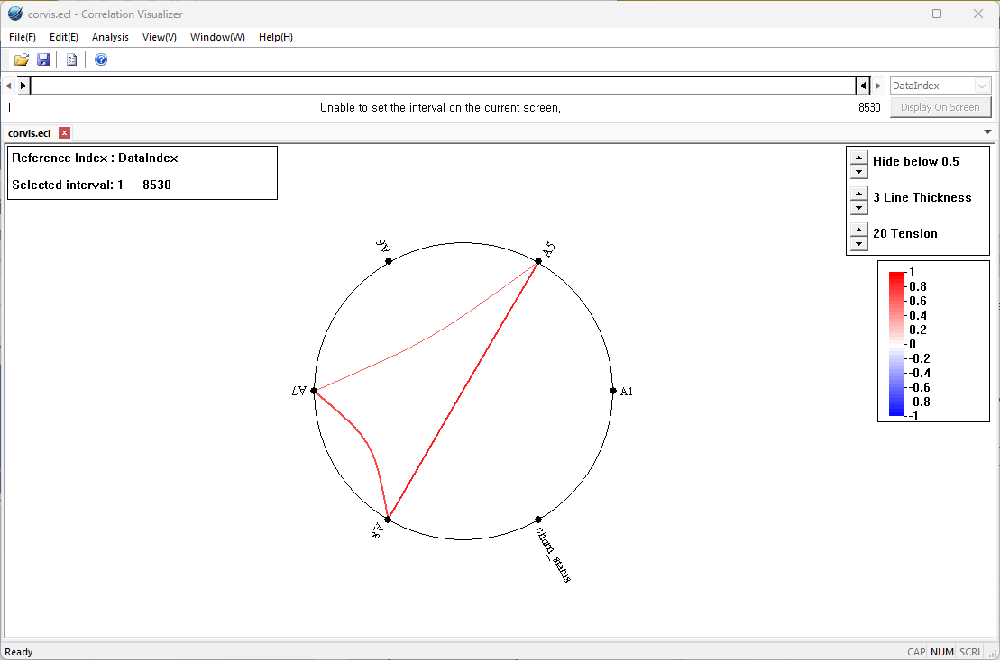 corvis.ecl - Correlation Visualizer
File(F) Edit(E) Analysis View(V) Window(W) Help(H)
DataIndex
1 Unable to set the interval on the current screen, 8530 Display On Screen
corvis.ecl x
Reference Index : DataIndex
Selected interval: 1 - 8530
Hide below 0.5
3 Line Thickness
20 Tension
1
0.8
0.6
0.4
0.2
0
-0.2
-0.4
-0.6
-0.8
-1
A6
A5
A7
A1
A8
churn_status
Ready CAP NUM SCRL